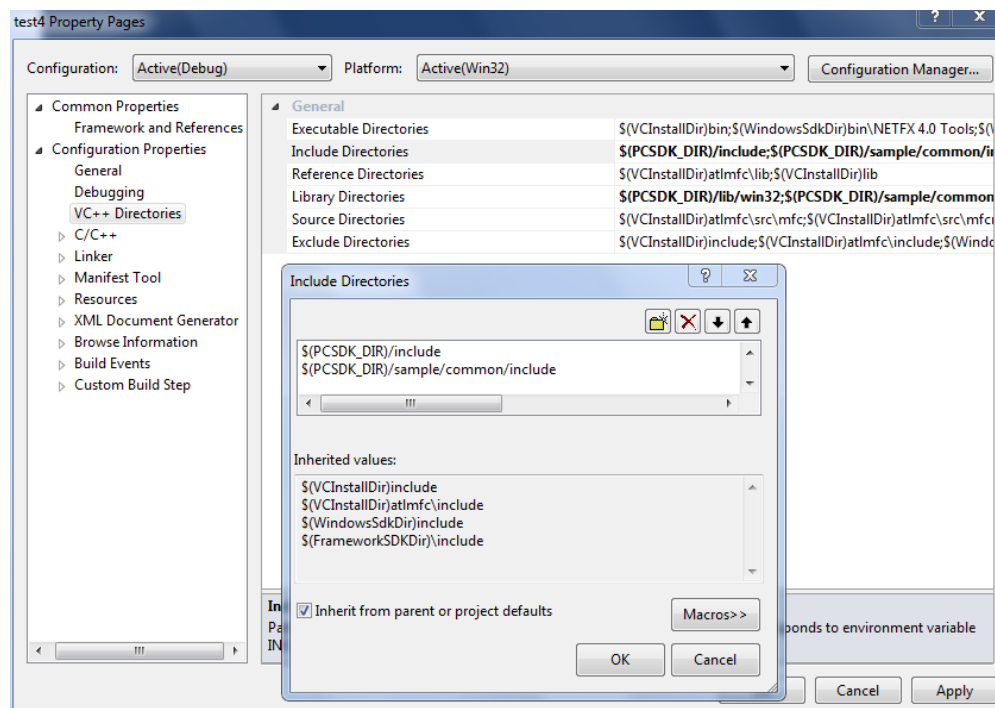 test4 Property Pages
Configuration: Active(Debug) Platform: Active(Win32) Configuration Manager...
Common Properties
Framework and References
Configuration Properties
General
Debugging
VC++ Directories
C/C++
Linker
Manifest Tool
Resources
XML Document Generator
Browse Information
Build Events
Custom Build Step
General
Executable Directories $(VCInstallDir)bin;$(WindowsSdkDir)bin\NETFX 4.0 Tools;$(
Include Directories $(PCSDK_DIR)/include;$(PCSDK_DIR)/sample/common/in
Reference Directories $(VCInstallDir)atlmfc\lib;$(VCInstallDir)lib
Library Directories $(PCSDK_DIR)/lib/win32;$(PCSDK_DIR)/sample/common
Source Directories $(VCInstallDir)atlmfc\src\mfc;$(VCInstallDir)atlmfc\src\mfcm
Exclude Directories $(VCInstallDir)include;$(VCInstallDir)atlmfc\include;$(Windo
Include Directories
$(PCSDK_DIR)/include
$(PCSDK_DIR)/sample/common/include
Inherited values:
$(VCInstallDir)include
$(VCInstallDir)atlmfc\include
$(WindowsSdkDir)include
$(FrameworkSDKDir)\include
Inherit from parent or project defaults
Macros>>
OK Cancel
In
Pa
ponds to environment variable
IN
Cancel Apply